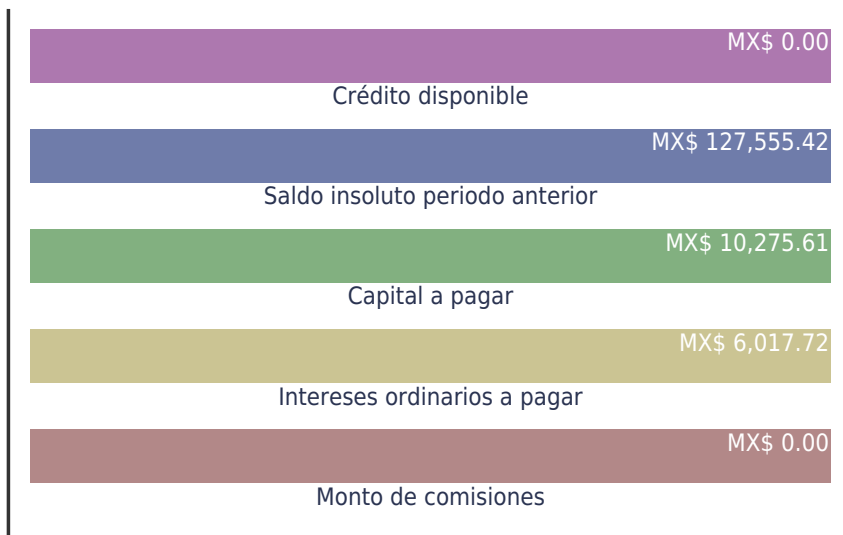 MX$ 0.00
Crédito disponible
MX$ 127,555.42
Saldo insoluto periodo anterior
MX$ 10,275.61
Capital a pagar
MX$ 6,017.72
Intereses ordinarios a pagar
MX$ 0.00
Monto de comisiones